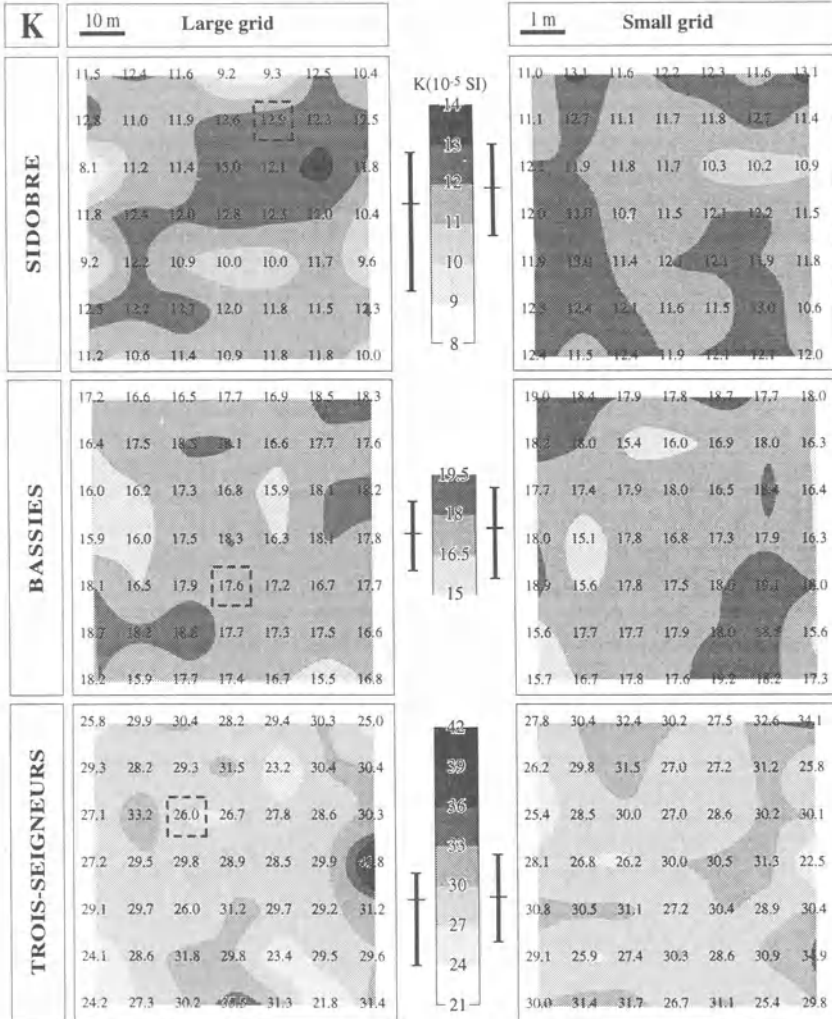 K
10 m Large grid
1 m Small grid
SIDOBRE
11.5 12.4 11.6 9.2 9.3 12.5 10.4
12.8 11.0 11.9 12.6 12.9 12.3 12.5
8.1 11.2 11.4 13.0 12.1 11.8
11.8 12.4 12.0 12.8 12.5 12.0 10.4
9.2 12.2 10.9 10.0 10.0 11.7 9.6
12.5 12.2 12.7 12.0 11.8 11.5 12.3
11.2 10.6 11.4 10.9 11.8 11.8 10.0
K(10-5 SI)
14
13
12
11
10
9
8
11.0 13.1 11.6 12.2 12.3 11.6 13.1
11.1 12.7 11.1 11.7 11.8 12.7 11.4
11.9 11.8 11.7 10.3 10.2 10.9
12.0 10.7 11.5 12.1 12.2 11.5
11.9 13.0 11.4 12.1 12.1 11.9 11.8
12.5 12.4 12.1 11.6 11.5 13.0 10.6
12.4 11.5 12.4 11.9 12.1 12.1 12.0
BASSIES
17.2 16.6 16.5 17.7 16.9 18.5 18.3
16.4 17.5 18.5 18.1 16.6 17.7 17.6
16.0 16.2 17.3 16.8 15.9 18.1 18.2
15.9 16.0 17.5 18.3 16.3 18.1 17.8
18.1 16.5 17.9 17.6 17.2 16.7 17.7
18.7 18.2 18.8 17.7 17.3 17.5 16.6
18.2 15.9 17.7 17.4 16.7 15.5 16.8
19.5
18
16.5
15
19.0 18.4 17.9 17.8 18.7 17.7 18.0
18.2 18.0 15.4 16.0 16.9 18.0 16.3
17.7 17.4 17.9 18.0 16.5 18.4 16.4
18.0 15.1 17.8 16.8 17.3 17.9 16.3
18.9 15.6 17.8 17.5 18.0 19.1 18.0
15.6 17.7 17.7 17.9 18.0 18.5 15.6
15.7 16.7 17.8 17.6 19.2 18.2 17.3
TROIS-SEIGNEURS
25.8 29.9 30.4 28.2 29.4 30.3 25.0
29.3 28.2 29.3 31.5 23.2 30.4 30.4
27.1 33.2 26.0 26.7 27.8 28.6 30.3
27.2 29.5 29.8 28.9 28.5 29.9
29.1 29.7 26.0 31.2 29.7 29.2 31.2
24.1 28.6 31.8 29.8 23.4 29.5 29.6
24.2 27.3 30.2 31.3 21.8 31.4
42
39
36
33
30
27
24
21
27.8 30.4 32.4 30.2 27.5 32.6 34.1
26.2 29.8 31.5 27.0 27.2 31.2 25.8
25.4 28.5 30.0 27.0 28.6 30.2 30.1
28.1 26.8 26.2 30.0 30.5 31.3 22.5
30.8 30.5 31.1 27.2 30.4 28.9 30.4
29.1 25.9 27.4 30.3 28.6 30.9 34.9
30.0 31.4 31.7 26.7 31.1 25.4 29.8